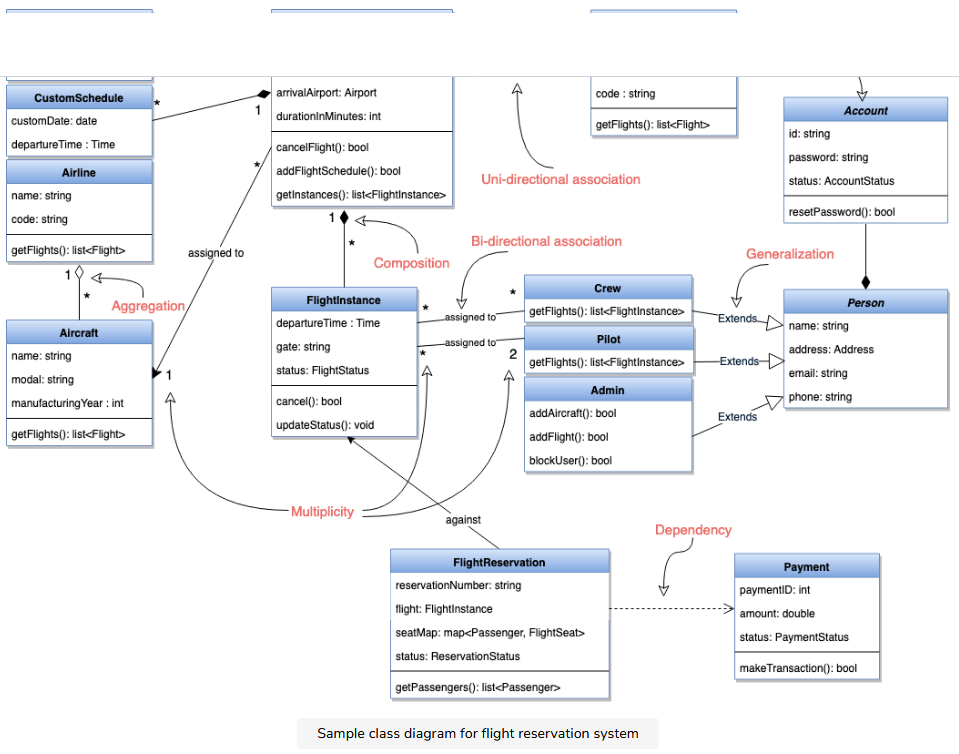 CustomSchedule
customDate: date
departureTime : Time
*
1
arrivalAirport: Airport
durationInMinutes: int
cancelFlight(): bool
addFlightSchedule(): bool
getInstances(): list<FlightInstance>
code : string
getFlights(): list<Flight>
Uni-directional association
Account
id: string
password: string
status: AccountStatus
resetPassword(): bool
Airline
name: string
code: string
getFlights(): list<Flight>
*
assigned to
1
1
*
Composition
1
*
Aggregation
Bi-directional association
Generalization
Aircraft
name: string
modal: string
manufacturingYear : int
getFlights(): list<Flight>
FlightInstance
departureTime : Time
gate: string
status: FlightStatus
cancel(): bool
updateStatus(): void
*
assigned to
*
*
assigned to
2
Crew
getFlights(): list<FlightInstance>
Pilot
getFlights(): list<FlightInstance>
Admin
addAircraft(): bool
addFlight(): bool
blockUser(): bool
Extends
Extends
Extends
Person
name: string
address: Address
email: string
phone: string
Multiplicity
against
Dependency
FlightReservation
reservationNumber: string
flight: FlightInstance
seatMap: map<Passenger, FlightSeat>
status: ReservationStatus
getPassengers(): list<Passenger>
Payment
paymentID: int
amount: double
status: PaymentStatus
makeTransaction(): bool
Sample class diagram for flight reservation system